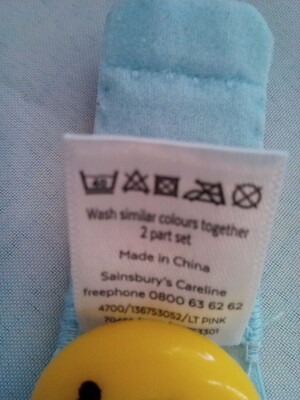 40
Wash similar colours together
2 part set
Made in China
Sainsbury's Careline
freephone 0800 63 62 62
4700/136753052/LT PINK